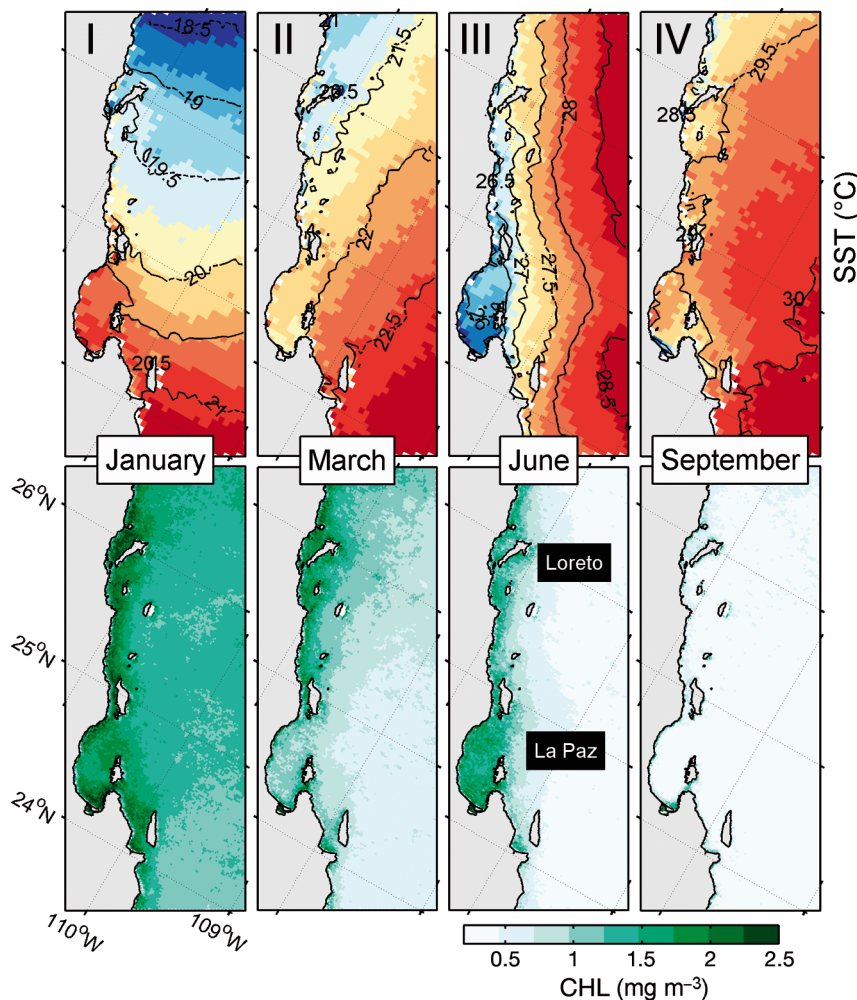 I
II
III
IV
18.5
19
19.5
20
20.5
21
21
21.5
22
22.5
26.5
27
27.5
28
28.5
28.5
29
29.5
30
SST (°C)
January
March
June
September
26°N
25°N
24°N
110°W
109°W
Loreto
La Paz
0.5 1 1.5 2 2.5
CHL (mg m–3)